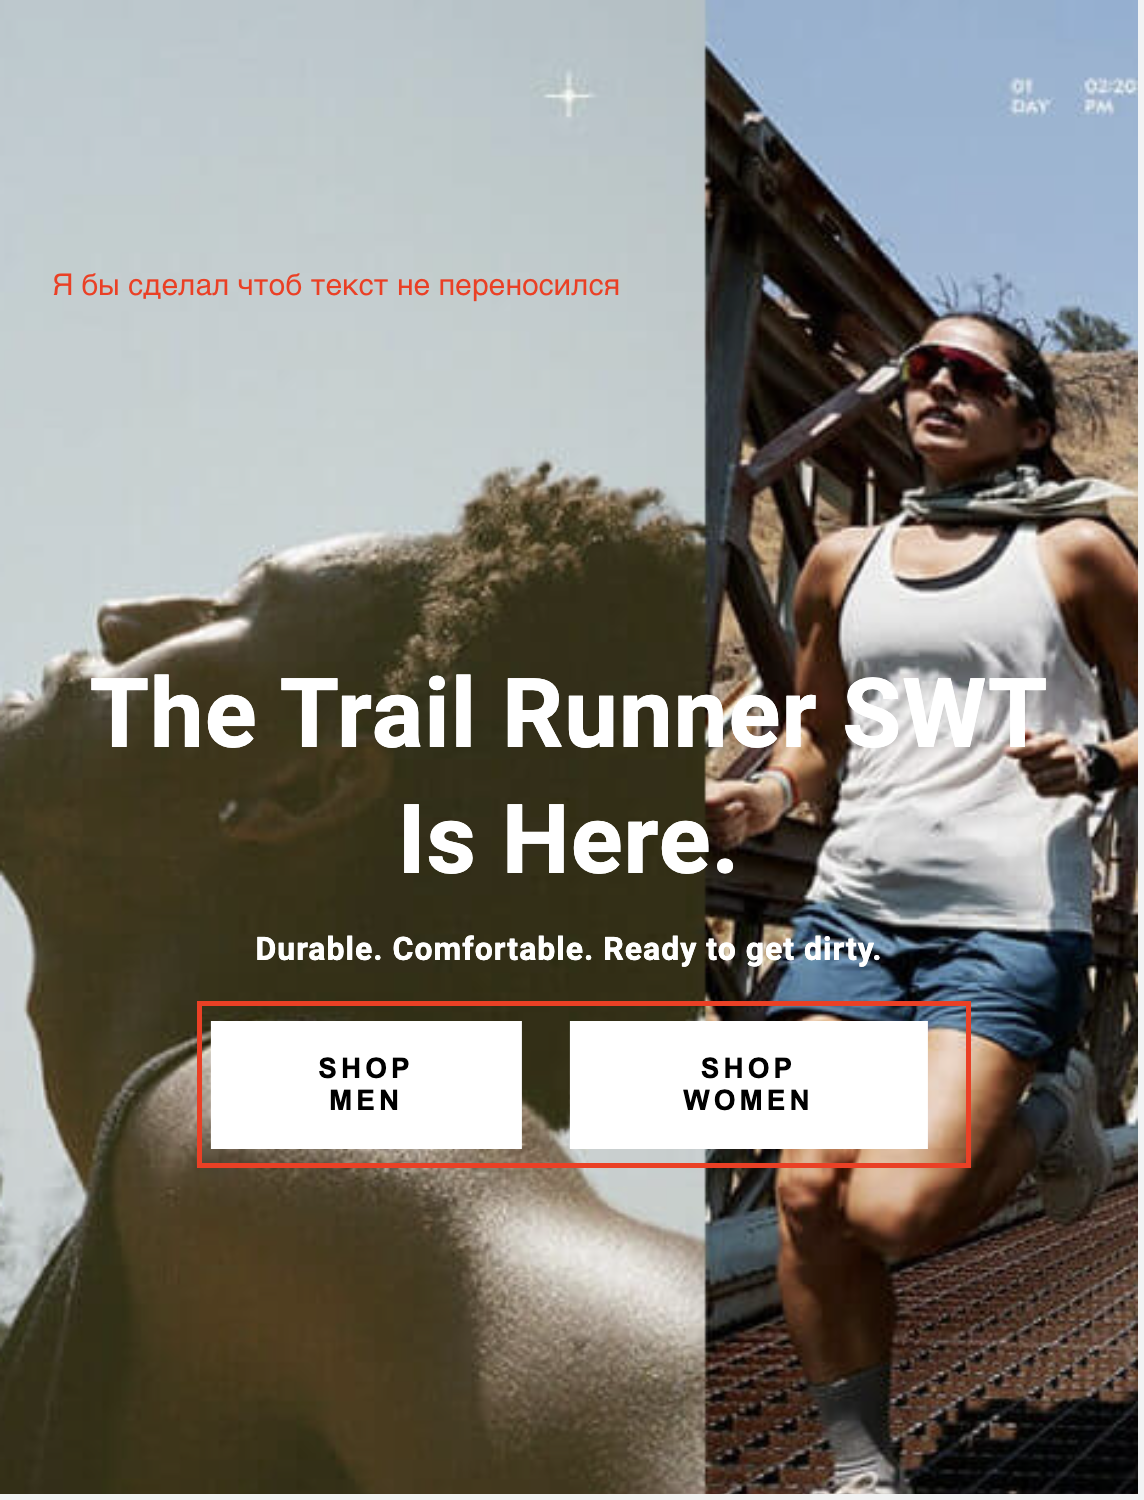 01 02:20
DAY PM
Я бы сделал чтоб текст не переносился
The Trail Runner SWT
Is Here.
Durable. Comfortable. Ready to get dirty.
SHOP SHOP
MEN WOMEN